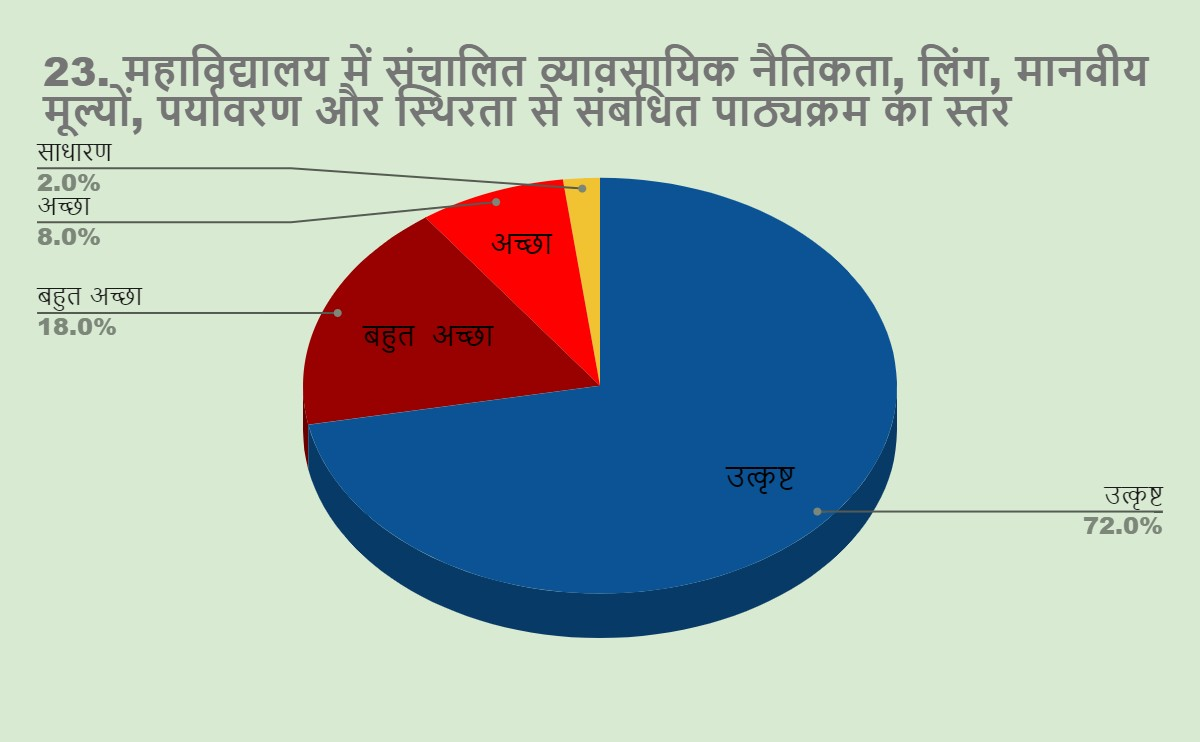 23. महाविद्यालय में संचालित व्यावसायिक नैतिकता, लिंग, मानवीय
मूल्यों, पर्यावरण और स्थिरता से संबंधित पाठ्यक्रम का स्तर
साधारण
2.0%
अच्छा
8.0%
अच्छा
बहुत अच्छा
18.0%
बहुत अच्छा
उत्कृष्ट
उत्कृष्ट
72.0%